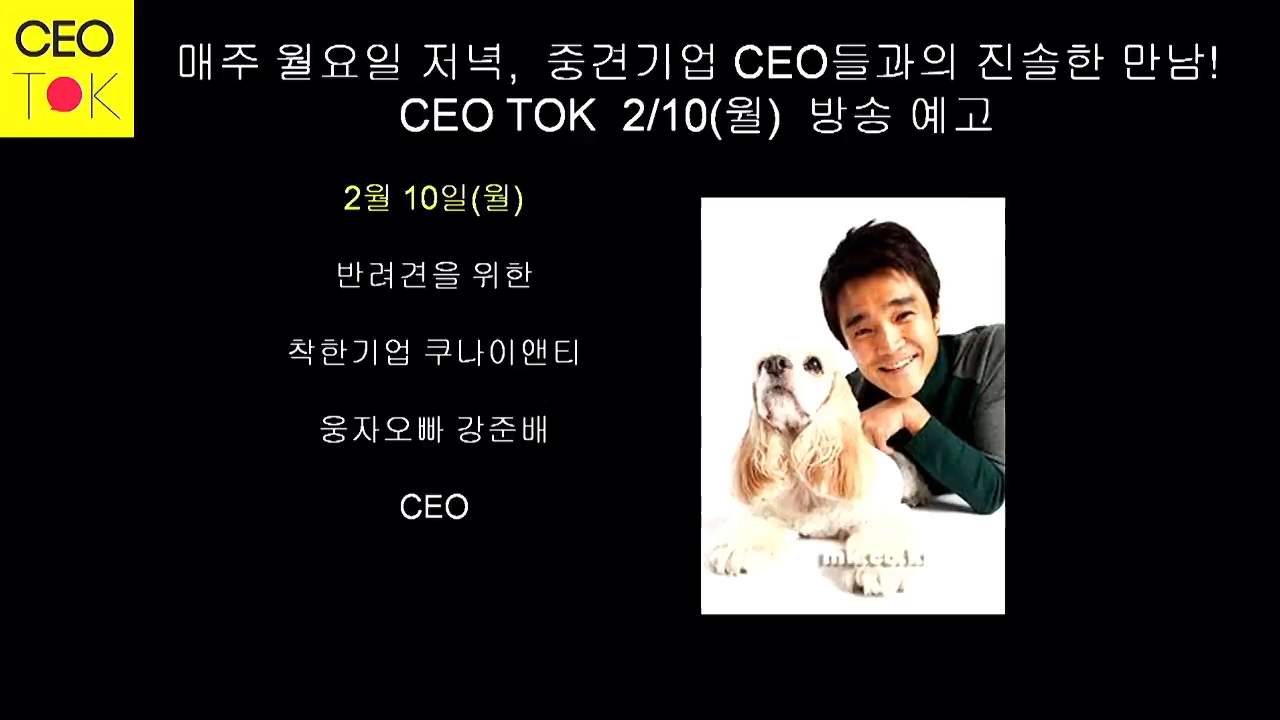 CEO
TOK
매주 월요일 저녁, 중견기업 CEO들과의 진솔한 만남!
CEO TOK 2/10(월) 방송 예고
2월 10일(월)
반려견을 위한
착한기업 쿠나이앤티
웅자오빠 강준배
CEO